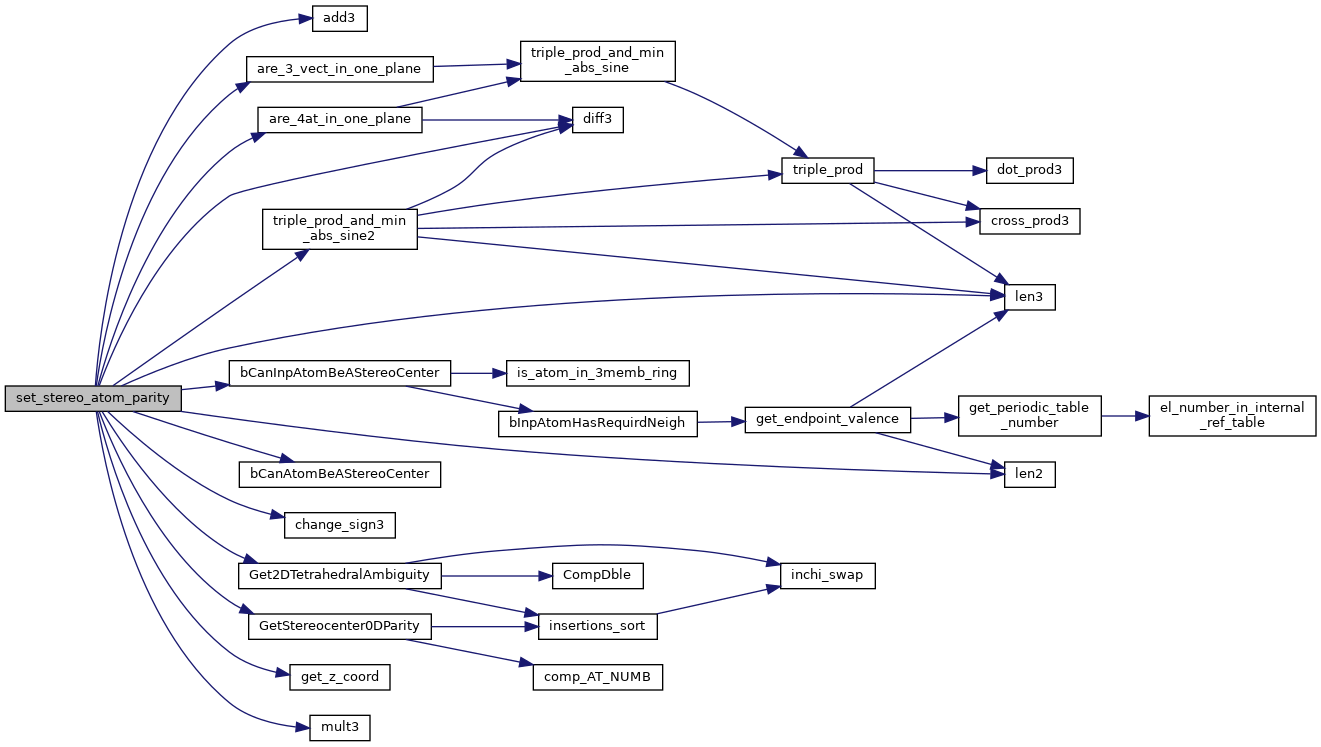 add3
are_3_vect_in_one_plane
triple_prod_and_min
_abs_sine
are_4at_in_one_plane
diff3
triple_prod
dot_prod3
triple_prod_and_min
_abs_sine2
cross_prod3
len3
set_stereo_atom_parity
bCanInpAtomBeAStereoCenter
is_atom_in_3memb_ring
bInpAtomHasRequirdNeigh
get_endpoint_valence
get_periodic_table
_number
el_number_in_internal
_ref_table
bCanAtomBeAStereoCenter
len2
change_sign3
Get2DTetrahedralAmbiguity
CompDble
inchi_swap
GetStereocenter0DParity
insertions_sort
get_z_coord
comp_AT_NUMB
mult3